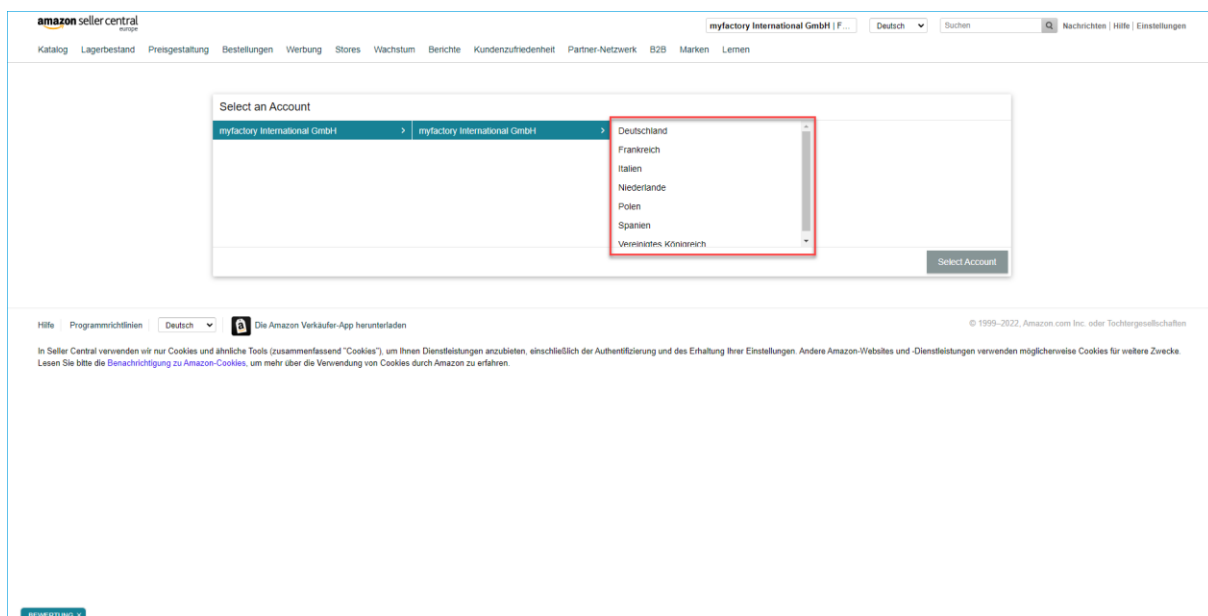 amazon seller central
europe
myfactory International GmbH | F...
Deutsch
Suchen
Nachrichten | Hilfe | Einstellungen
Katalog Lagerbestand Preisgestaltung Bestellungen Werbung Stores Wachstum Berichte Kundenzufriedenheit Partner-Netzwerk B2B Marken Lernen
Select an Account
myfactory International GmbH > myfactory International GmbH > Deutschland
Frankreich
Italien
Niederlande
Polen
Spanien
Vereinigtes Königreich
Select Account
Hilfe Programmrichtlinien Deutsch Die Amazon Verkäufer-App herunterladen © 1999–2022, Amazon.com Inc. oder Tochtergesellschaften
In Seller Central verwenden wir nur Cookies und ähnliche Tools (zusammenfassend "Cookies"), um Ihnen Dienstleistungen anzubieten, einschließlich der Authentifizierung und des Erhaltung Ihrer Einstellungen. Andere Amazon-Websites und -Dienstleistungen verwenden möglicherweise Cookies für weitere Zwecke.
Lesen Sie bitte die Benachrichtigung zu Amazon-Cookies, um mehr über die Verwendung von Cookies durch Amazon zu erfahren.
BEWERTUNG X